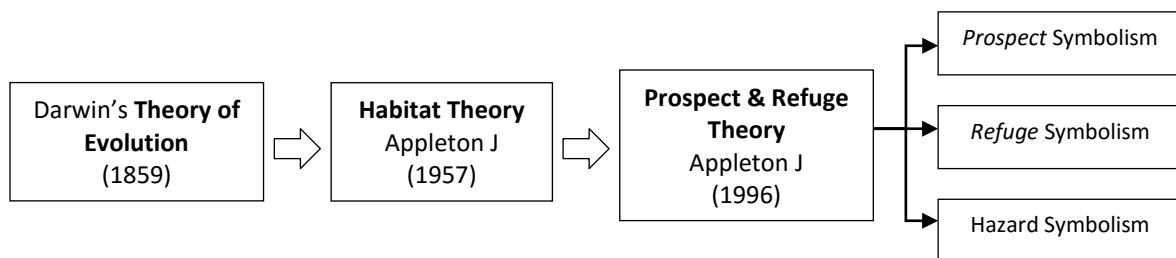 Darwin’s Theory of
Evolution
(1859)
Habitat Theory
Appleton J
(1957)
Prospect & Refuge
Theory
Appleton J
(1996)
Prospect Symbolism
Refuge Symbolism
Hazard Symbolism